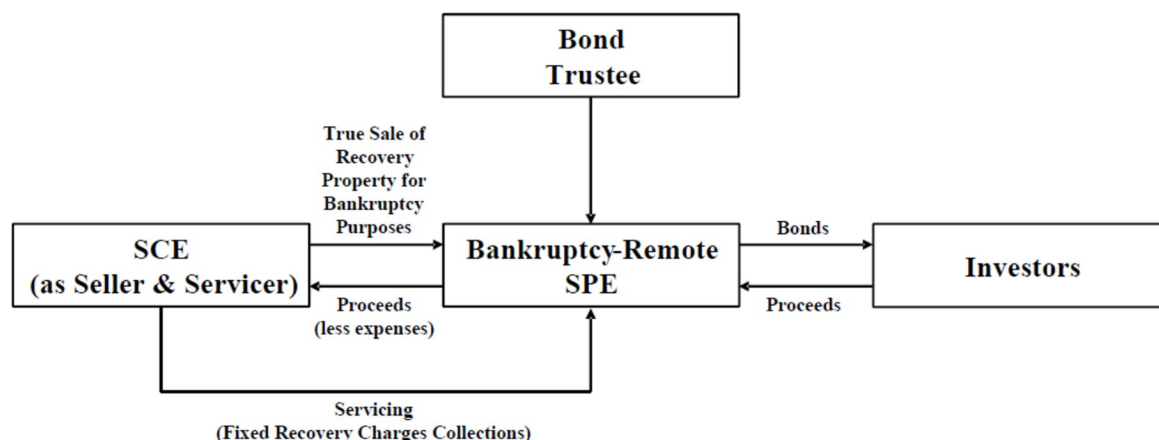 Bond
Trustee
True Sale of
Recovery
Property for
Bankruptcy
Purposes
SCE
(as Seller & Servicer)
Bankruptcy-Remote
SPE
Bonds
Investors
Proceeds
(less expenses)
Proceeds
Servicing
(Fixed Recovery Charges Collections)